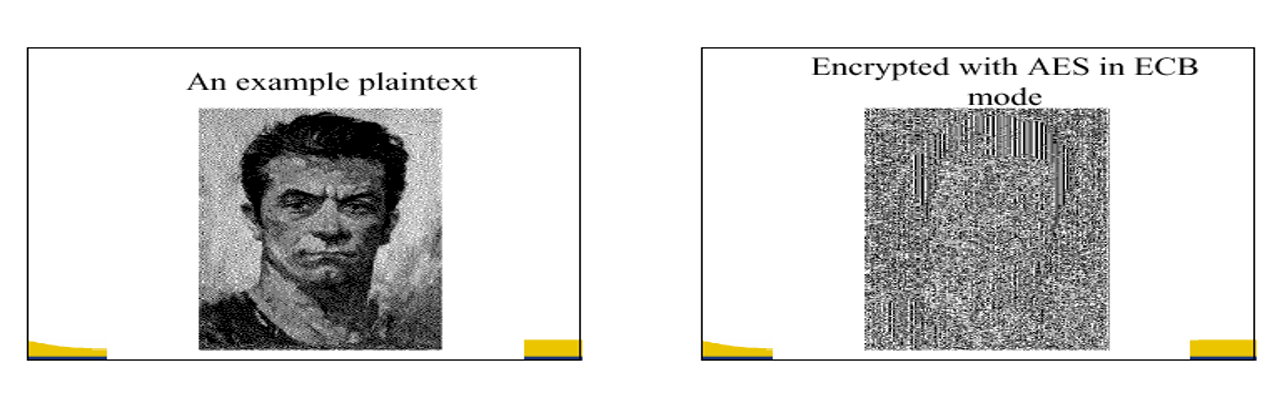 An example plaintext
Encrypted with AES in ECB
mode